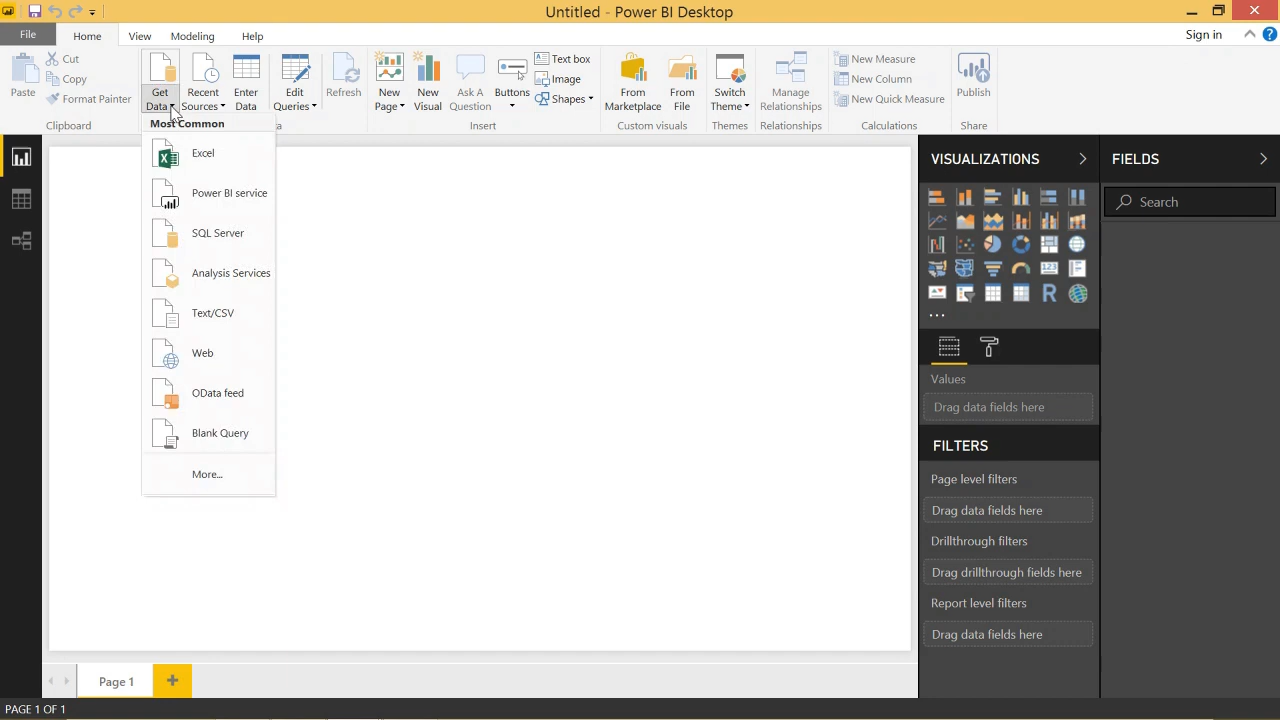 Untitled - Power BI Desktop
File
Home
View
Modeling
Help
Sign in
Paste
Cut
Copy
Format Painter
Clipboard
Get Data
Recent Sources
Enter Data
Edit Queries
Refresh
New Page
New Visual
Ask A Question
Buttons
Text box
Image
Shapes
Insert
From Marketplace
From File
Custom visuals
Switch Theme
Themes
Manage Relationships
Relationships
New Measure
New Column
New Quick Measure
Calculations
Publish
Share
Most Common
Excel
Power BI service
SQL Server
Analysis Services
Text/CSV
Web
OData feed
Blank Query
More...
VISUALIZATIONS
123
R
Values
Drag data fields here
FILTERS
Page level filters
Drag data fields here
Drillthrough filters
Drag drillthrough fields here
Report level filters
Drag data fields here
FIELDS
Search
Page 1
PAGE 1 OF 1